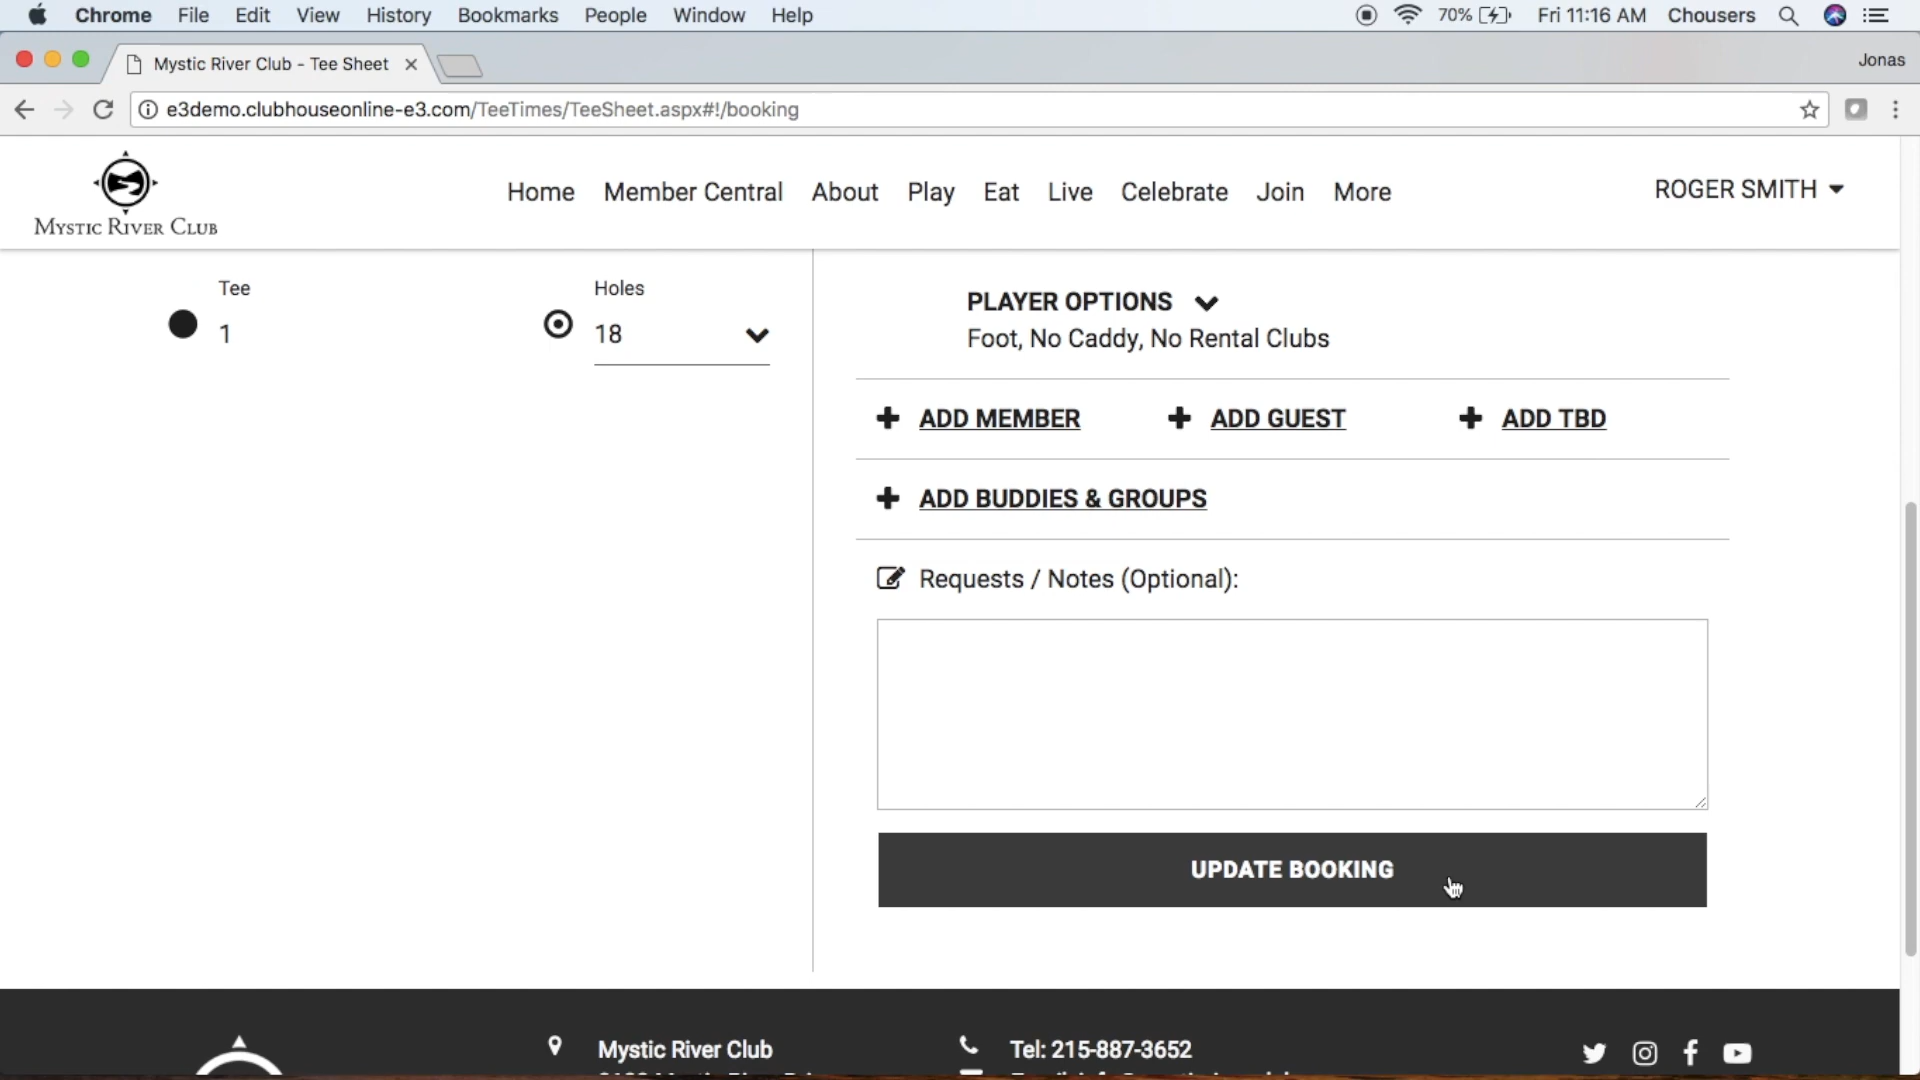 Chrome File Edit View History Bookmarks People Window Help 70% Fri 11:16 AM Chousers
Mystic River Club - Tee Sheet Jonas
e3demo.clubhouseonline-e3.com/TeeTimes/TeeSheet.aspx#!/booking
MYSTIC RIVER CLUB
Home Member Central About Play Eat Live Celebrate Join More ROGER SMITH
Tee Holes
1 18
PLAYER OPTIONS
Foot, No Caddy, No Rental Clubs
ADD MEMBER ADD GUEST ADD TBD
ADD BUDDIES & GROUPS
Requests / Notes (Optional):
UPDATE BOOKING
Mystic River Club Tel: 215-887-3652